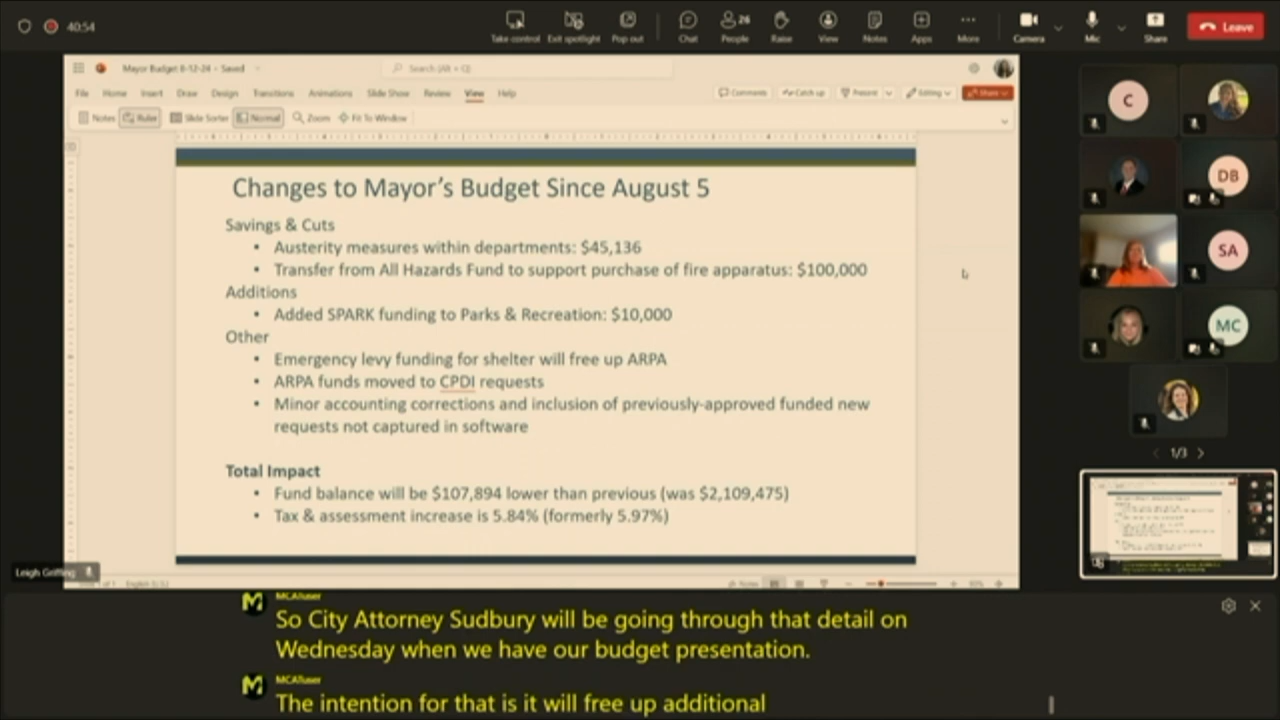 40:54
Take control
Exit spotlight
Pop out
Chat
26
People
Raise
View
Notes
Apps
More
Camera
Mic
Share
Leave
Mayor Budget 8-12-24 - Saved
Search (Alt + Q)
File Home Insert Draw Design Transitions Animations Slide Show Review View Help
Comments Catch up Present Editing Share
Notes Ruler Slide Sorter Normal Zoom Fit To Window
Changes to Mayor's Budget Since August 5
Savings & Cuts
• Austerity measures within departments: $45,136
• Transfer from All Hazards Fund to support purchase of fire apparatus: $100,000
Additions
• Added SPARK funding to Parks & Recreation: $10,000
Other
• Emergency levy funding for shelter will free up ARPA
• ARPA funds moved to CPDI requests
• Minor accounting corrections and inclusion of previously-approved funded new
requests not captured in software
Total Impact
• Fund balance will be $107,894 lower than previous (was $2,109,475)
• Tax & assessment increase is 5.84% (formerly 5.97%)
C
DB
SA
MC
1/3
Leigh
Notes
MCATuser
So City Attorney Sudbury will be going through that detail on
Wednesday when we have our budget presentation.
MCATuser
The intention for that is it will free up additional